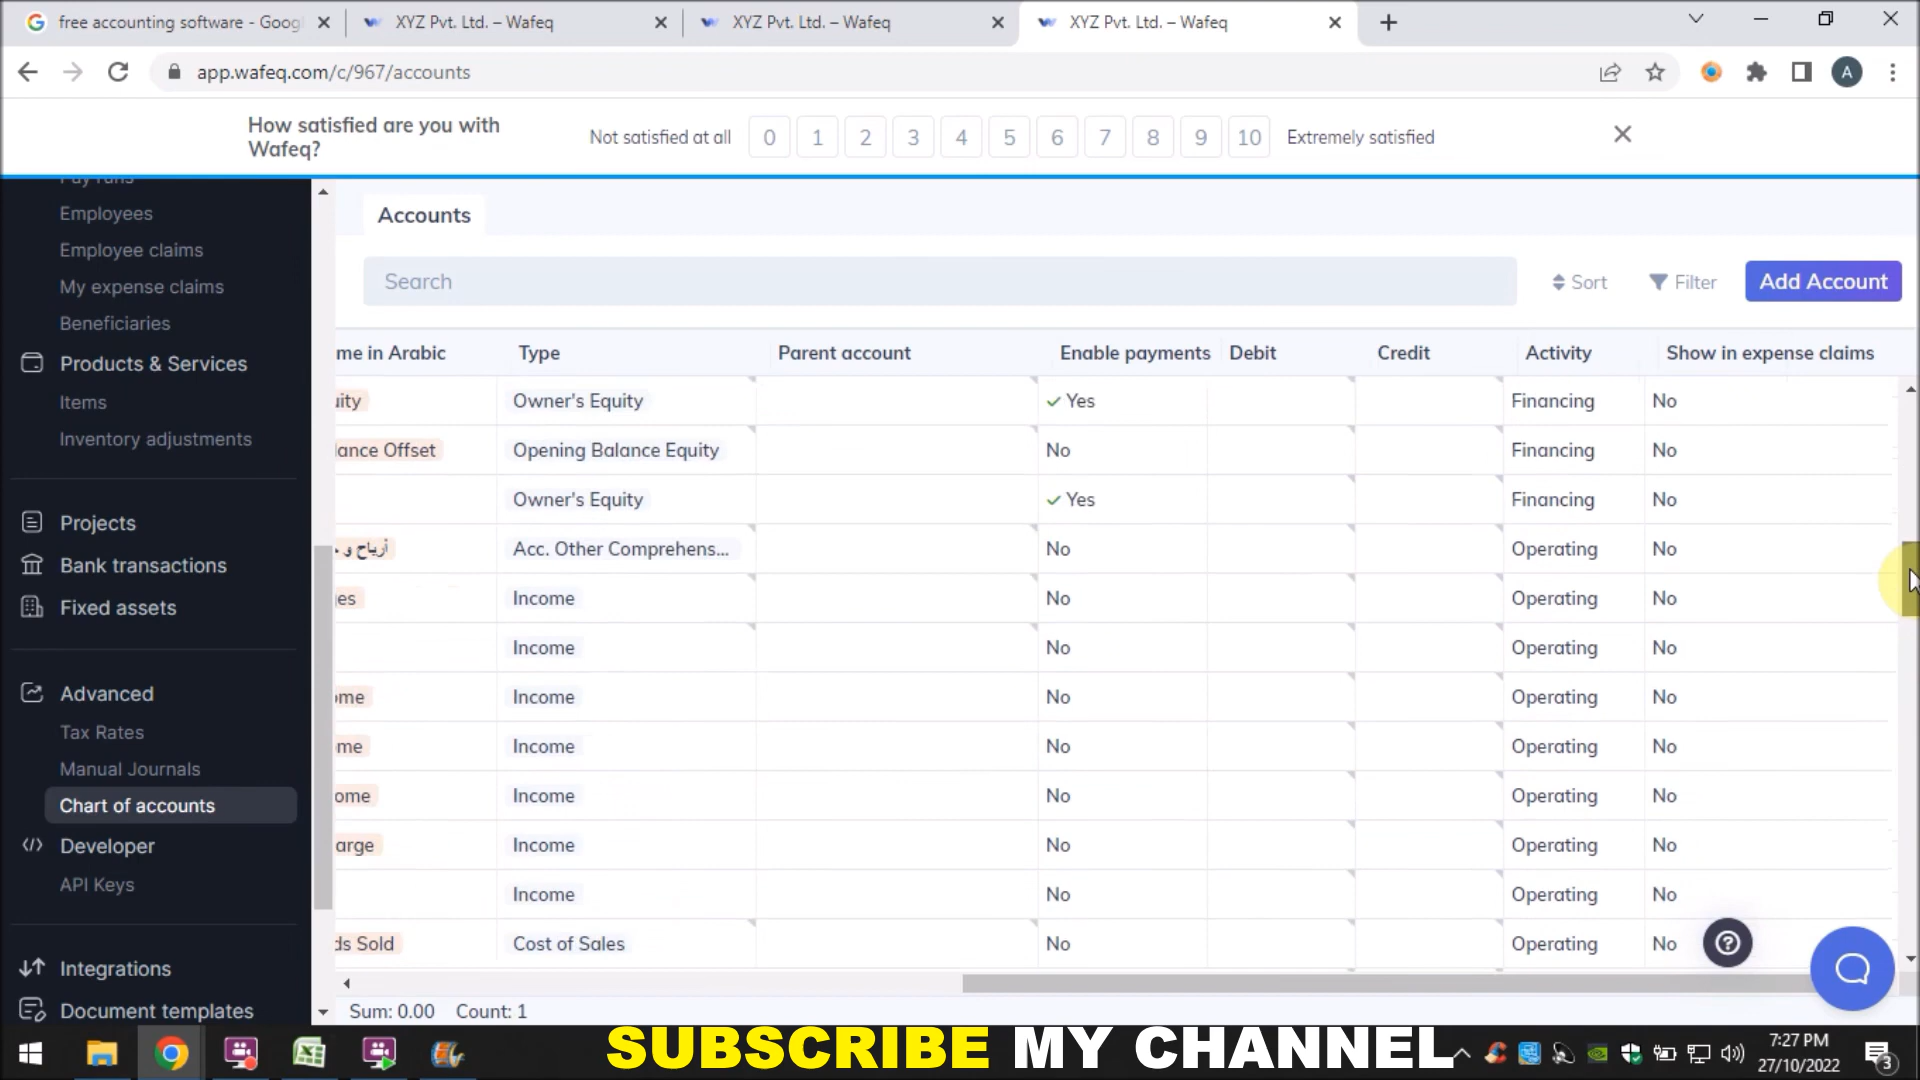 free accounting software - Googl
XYZ Pvt. Ltd. – Wafeq
XYZ Pvt. Ltd. – Wafeq
XYZ Pvt. Ltd. – Wafeq
app.wafeq.com/c/967/accounts
A
How satisfied are you with
Wafeq?
Not satisfied at all 0 1 2 3 4 5 6 7 8 9 10 Extremely satisfied
Pay runs
Employees
Employee claims
My expense claims
Beneficiaries
Products & Services
Items
Inventory adjustments
Projects
Bank transactions
Fixed assets
Advanced
Tax Rates
Manual Journals
Chart of accounts
Developer
API Keys
Integrations
Document templates
Accounts
Search
Sort
Filter
Add Account
me in Arabic Type Parent account Enable payments Debit Credit Activity Show in expense claims
uity Owner's Equity Yes Financing No
lance Offset Opening Balance Equity No Financing No
Owner's Equity Yes Financing No
أرباح و Acc. Other Comprehens... No Operating No
ges Income No Operating No
Income No Operating No
ome Income No Operating No
me Income No Operating No
ome Income No Operating No
arge Income No Operating No
Income No Operating No
ds Sold Cost of Sales No Operating No
Sum: 0.00 Count: 1
SUBSCRIBE MY CHANNEL
7:27 PM
27/10/2022
3